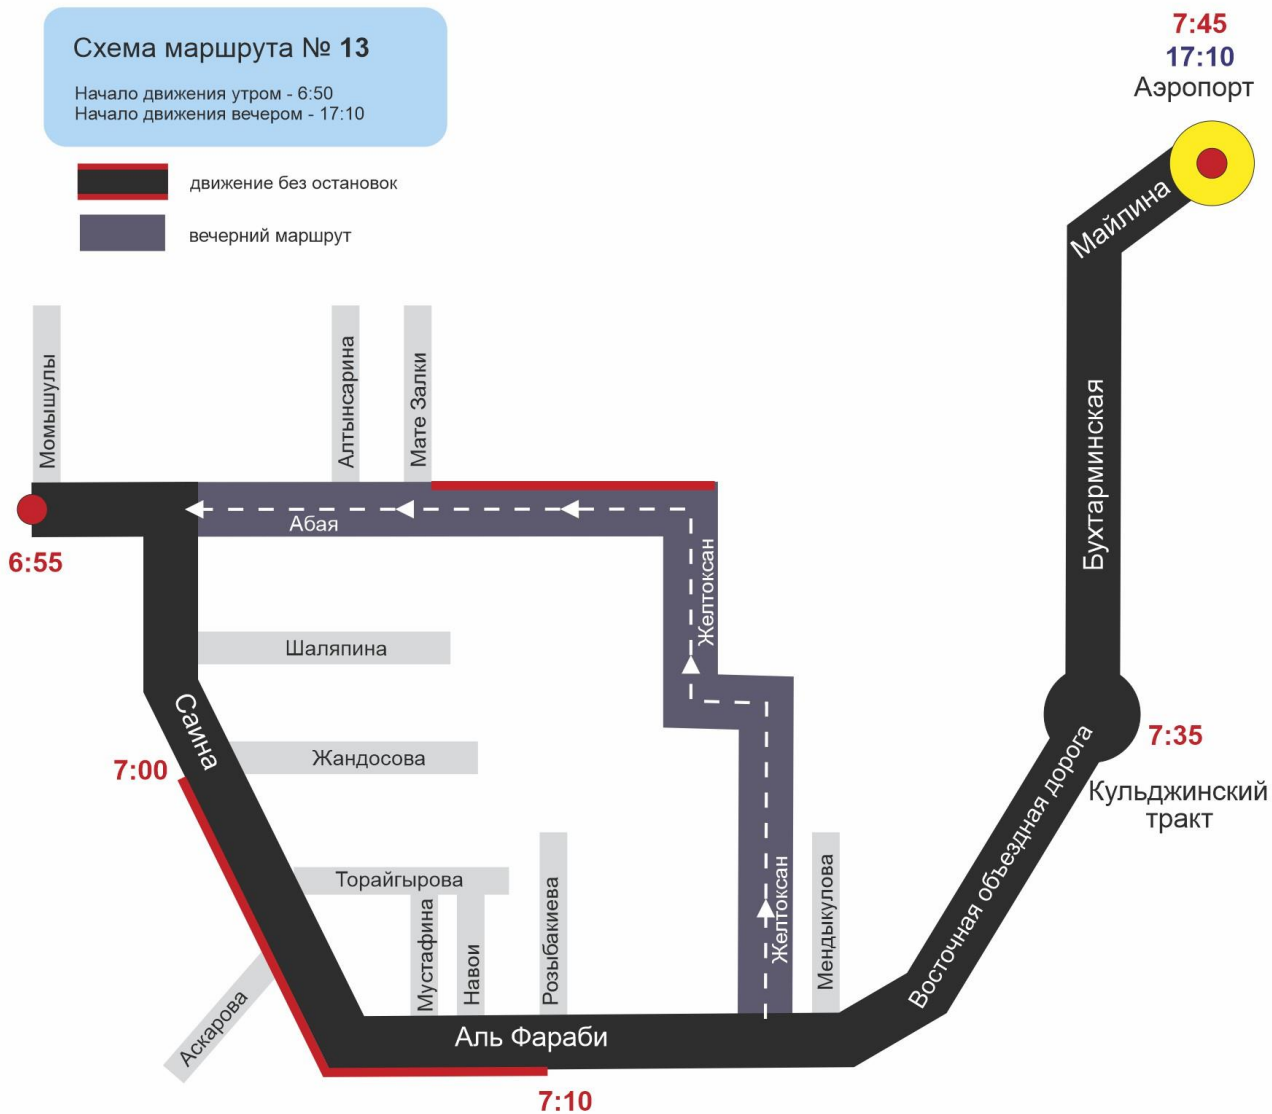 Схема маршрута № 13
Начало движения утром - 6:50
Начало движения вечером - 17:10
движение без остановок
вечерний маршрут
7:45
17:10
Аэропорт
Майлина
Бухтарминская
Момышулы
Алтынсарина
Мате Залки
Абая
6:55
Желтоксан
Шаляпина
Саина
Жандосова
7:00
7:35
Кульджинский
тракт
Восточная объездная дорога
Торайгырова
Мустафина
Навои
Розыбакиева
Желтоксан
Мендыкулова
Аскарова
Аль Фараби
7:10